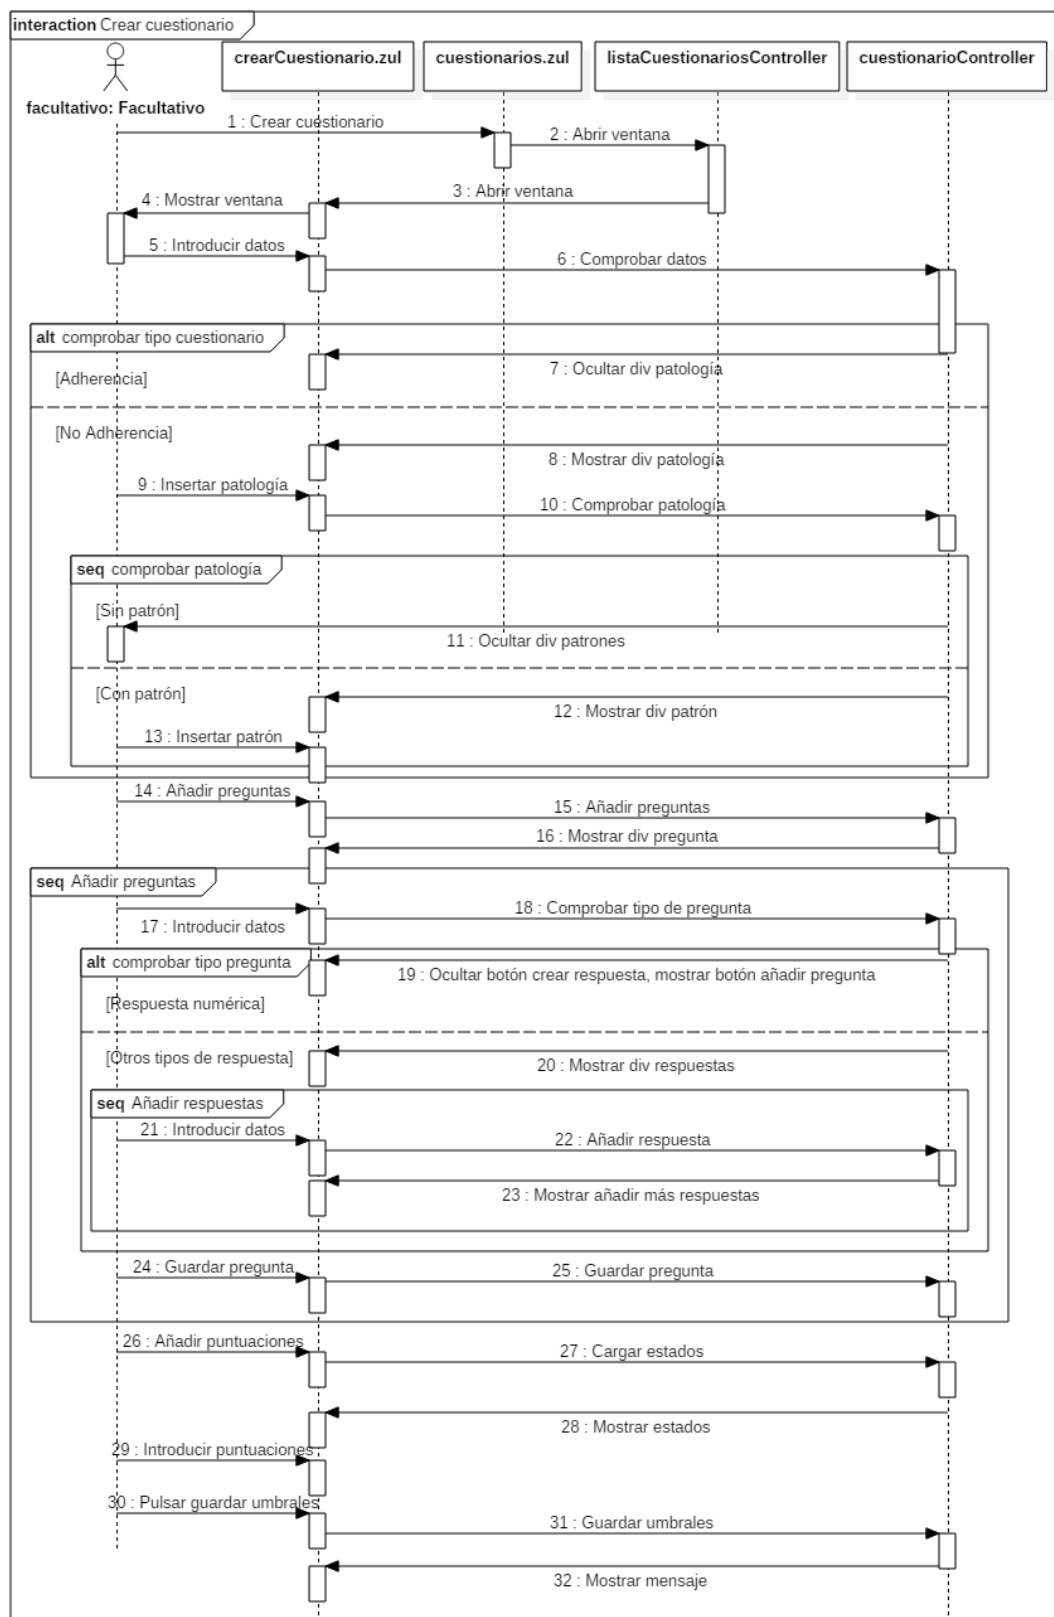 interaction Crear cuestionario
crearCuestionario.zul
cuestionarios.zul
listaCuestionariosController
cuestionarioController
facultativo: Facultativo
1 : Crear cuestionario
2 : Abrir ventana
3 : Abrir ventana
4 : Mostrar ventana
5 : Introducir datos
6 : Comprobar datos
alt comprobar tipo cuestionario
7 : Ocultar div patología
[Adherencia]
[No Adherencia]
8 : Mostrar div patología
9 : Insertar patología
10 : Comprobar patología
seq comprobar patología
[Sin patrón]
11 : Ocultar div patrones
[Con patrón]
12 : Mostrar div patrón
13 : Insertar patrón
14 : Añadir preguntas
15 : Añadir preguntas
16 : Mostrar div pregunta
seq Añadir preguntas
17 : Introducir datos
18 : Comprobar tipo de pregunta
alt comprobar tipo pregunta
19 : Ocultar botón crear respuesta, mostrar botón añadir pregunta
[Respuesta numérica]
[Otros tipos de respuesta]
20 : Mostrar div respuestas
seq Añadir respuestas
21 : Introducir datos
22 : Añadir respuesta
23 : Mostrar añadir más respuestas
24 : Guardar pregunta
25 : Guardar pregunta
26 : Añadir puntuaciones
27 : Cargar estados
28 : Mostrar estados
29 : Introducir puntuaciones
30 : Pulsar guardar umbrales
31 : Guardar umbrales
32 : Mostrar mensaje